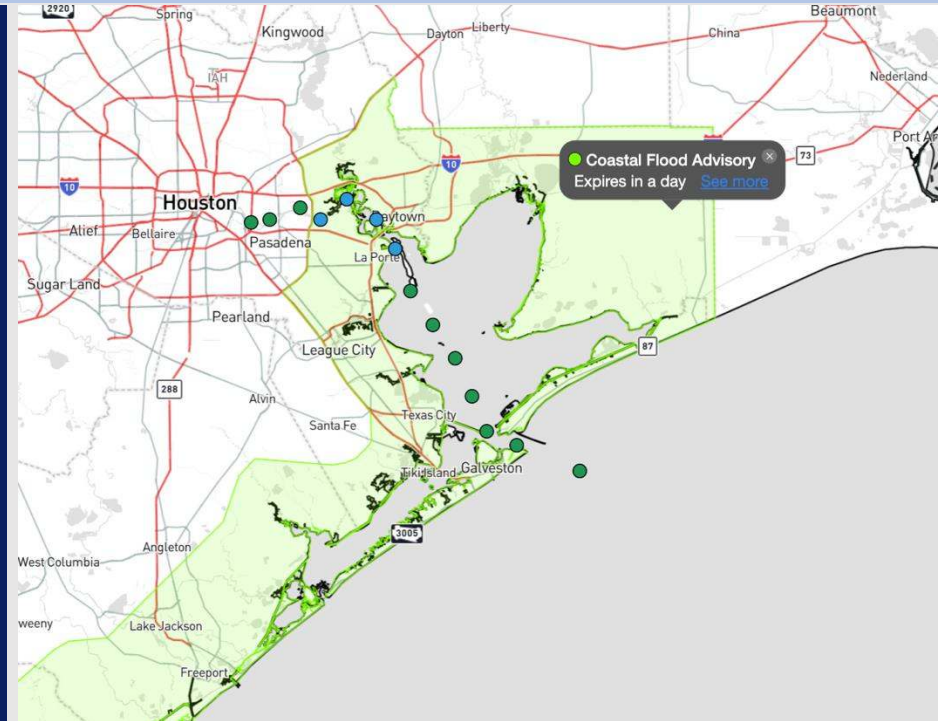 2920
Spring
Kingwood
Dayton
Liberty
China
Beaumont
IAH
Nederland
Port Ar
73
Coastal Flood Advisory
Expires in a day See more
10
10
Houston
Baytown
Alief
Bellaire
Pasadena
La Porte
Sugar Land
Pearland
League City
87
288
Alvin
Santa Fe
Texas City
Tiki Island
Galveston
3005
Angleton
West Columbia
weeny
Lake Jackson
Freeport